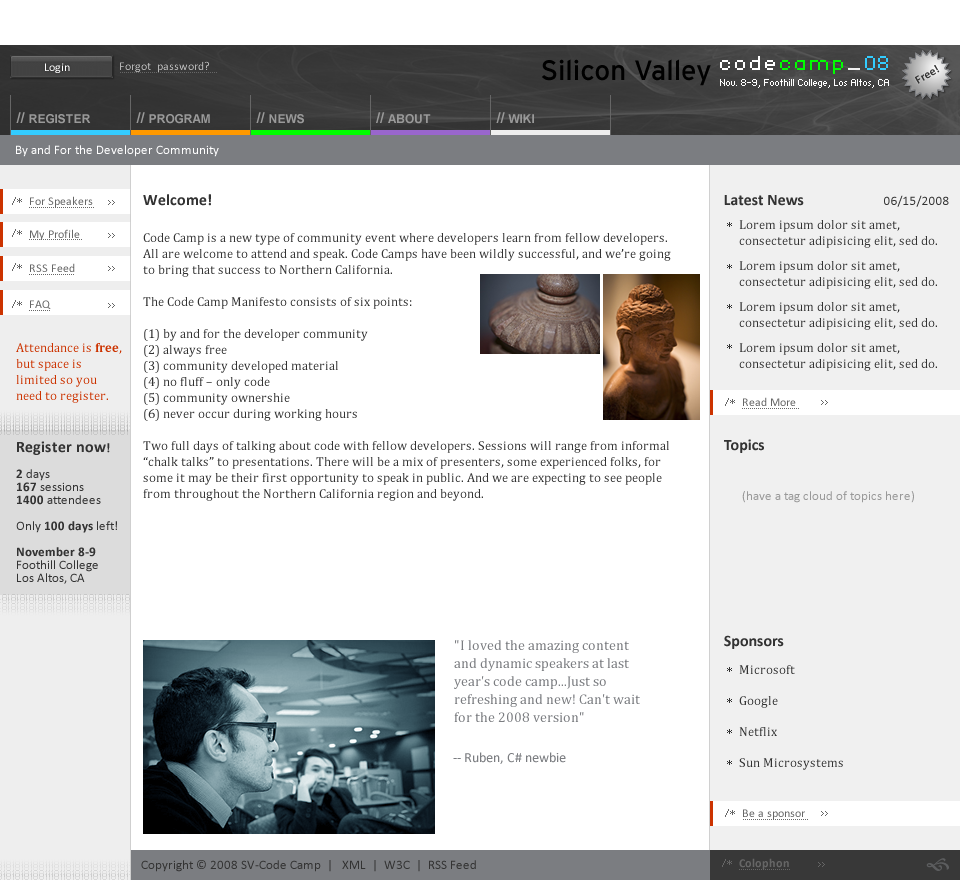 Login
Forgot password?
Silicon Valley
codecamp_08
Nov. 8-9, Foothill College, Los Altos, CA
Free!
// REGISTER
// PROGRAM
// NEWS
// ABOUT
// WIKI
By and For the Developer Community
/* For Speakers >>
/* My Profile >>
/* RSS Feed >>
/* FAQ >>
Attendance is free,
but space is
limited so you
need to register.
Register now!
2 days
167 sessions
1400 attendees
Only 100 days left!
November 8-9
Foothill College
Los Altos, CA
Welcome!
Code Camp is a new type of community event where developers learn from fellow developers.
All are welcome to attend and speak. Code Camps have been wildly successful, and we’re going
to bring that success to Northern California.
The Code Camp Manifesto consists of six points:
(1) by and for the developer community
(2) always free
(3) community developed material
(4) no fluff – only code
(5) community ownershie
(6) never occur during working hours
Two full days of talking about code with fellow developers. Sessions will range from informal
“chalk talks” to presentations. There will be a mix of presenters, some experienced folks, for
some it may be their first opportunity to speak in public. And we are expecting to see people
from throughout the Northern California region and beyond.
"I loved the amazing content
and dynamic speakers at last
year's code camp...Just so
refreshing and new! Can't wait
for the 2008 version"
-- Ruben, C# newbie
Latest News 06/15/2008
* Lorem ipsum dolor sit amet,
consectetur adipisicing elit, sed do.
* Lorem ipsum dolor sit amet,
consectetur adipisicing elit, sed do.
* Lorem ipsum dolor sit amet,
consectetur adipisicing elit, sed do.
* Lorem ipsum dolor sit amet,
consectetur adipisicing elit, sed do.
/* Read More >>
Topics
(have a tag cloud of topics here)
Sponsors
* Microsoft
* Google
* Netflix
* Sun Microsystems
/* Be a sponsor >>
Copyright © 2008 SV-Code Camp | XML | W3C | RSS Feed
/* Colophon >>